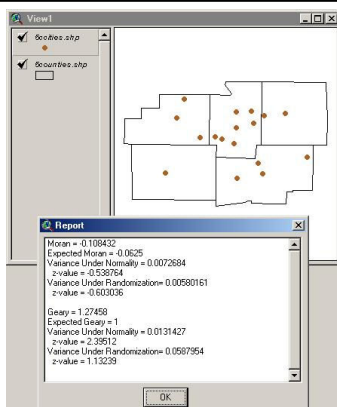 View1
6cities.shp
6counties.shp
Report
Moran = -0.108432
Expected Moran = -0.0625
Variance Under Normality = 0.0072684
z-value = -0.538764
Variance Under Randomization= 0.00580161
z-value = -0.603036
Geary = 1.27458
Expected Geary = 1
Variance Under Normality = 0.0131427
z-value = 2.39512
Variance Under Randomization= 0.0587954
z-value = 1.13239
OK